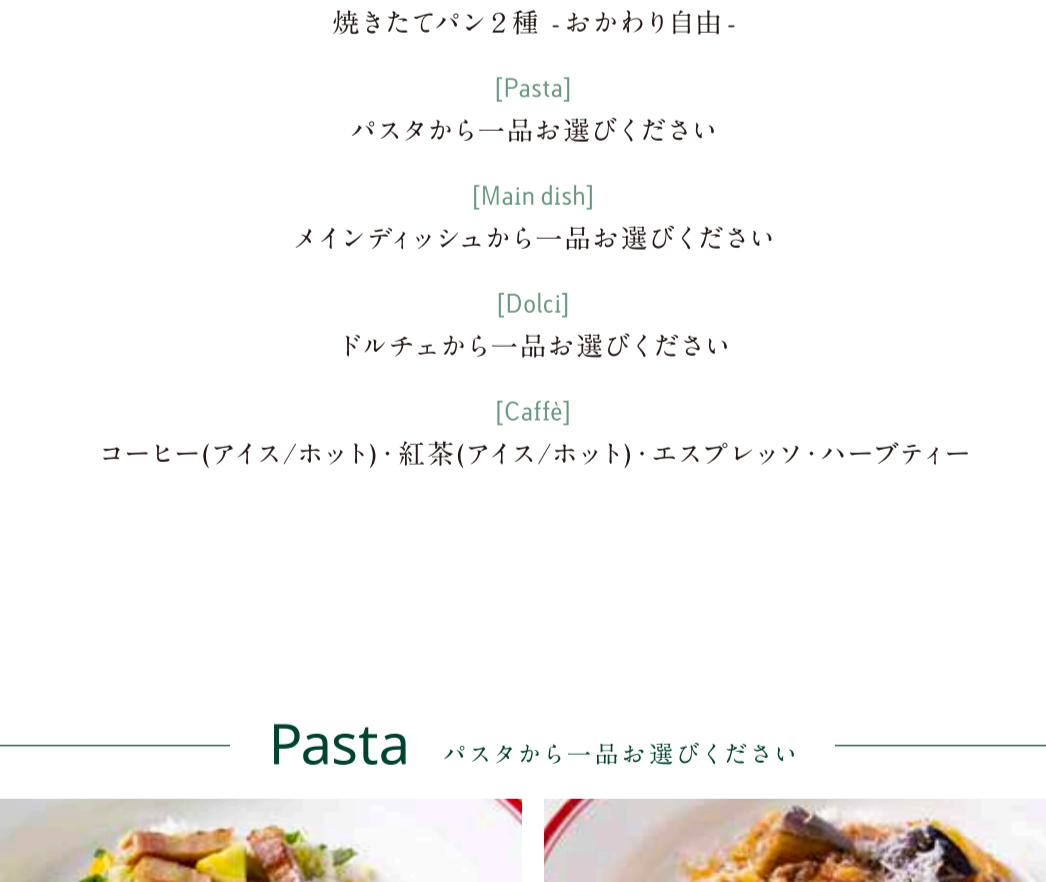 焼きたてパン２種 - おかわり自由 -
[Pasta]
パスタから一品お選びください
[Main dish]
メインディッシュから一品お選びください
[Dolci]
ドルチェから一品お選びください
[Caffè]
コーヒー(アイス/ホット)・紅茶(アイス/ホット)・エスプレッソ・ハーブティー
Pasta パスタから一品お選びください